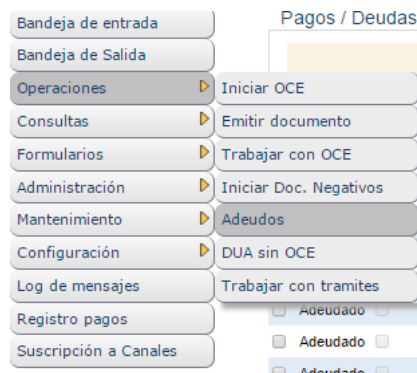 Pagos / Deudas
Bandeja de entrada
Bandeja de Salida
Operaciones
Consultas
Formularios
Administración
Mantenimiento
Configuración
Log de mensajes
Registro pagos
Suscripción a Canales
Iniciar OCE
Emitir documento
Trabajar con OCE
Iniciar Doc. Negativos
Adeudos
DUA sin OCE
Trabajar con tramites
Adeudado
Adeudado
Adeudado